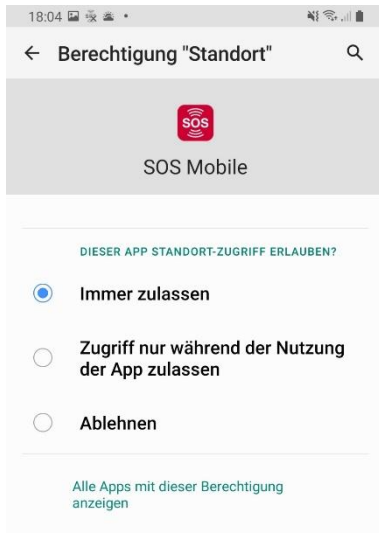 18:04
Berechtigung "Standort"
SOS
SOS Mobile
DIESER APP STANDORT-ZUGRIFF ERLAUBEN?
Immer zulassen
Zugriff nur während der Nutzung
der App zulassen
Ablehnen
Alle Apps mit dieser Berechtigung
anzeigen